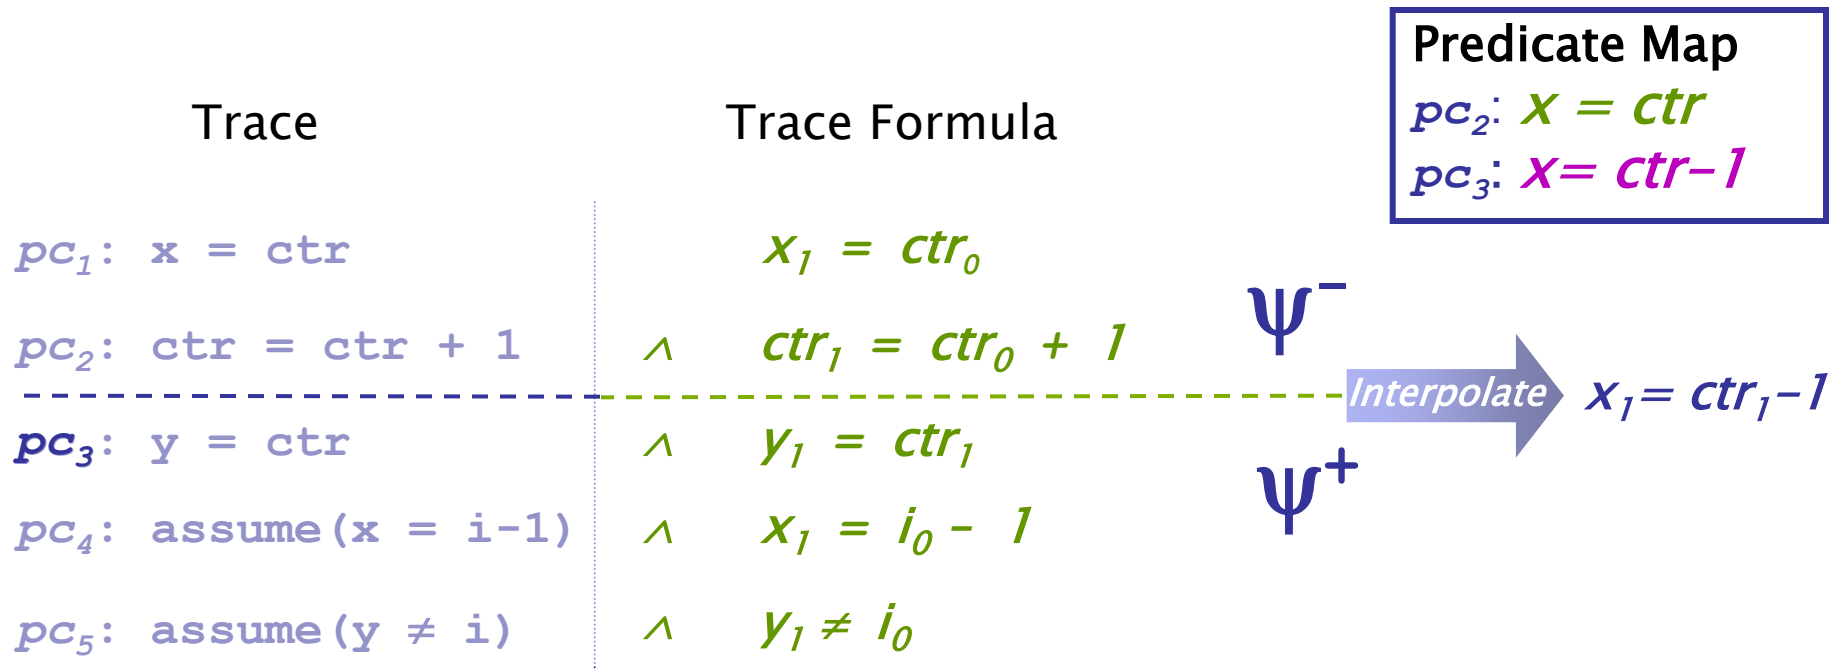 Predicate Map
pc₂: x = ctr
pc₃: x= ctr-1
Trace Trace Formula
pc₁: x = ctr x₁ = ctr₀
pc₂: ctr = ctr + 1 ∧ ctr₁ = ctr₀ + 1
ψ⁻
Interpolate x₁= ctr₁-1
pc₃: y = ctr ∧ y₁ = ctr₁
ψ⁺
pc₄: assume(x = i-1) ∧ x₁ = i₀ - 1
pc₅: assume(y ≠ i) ∧ y₁ ≠ i₀